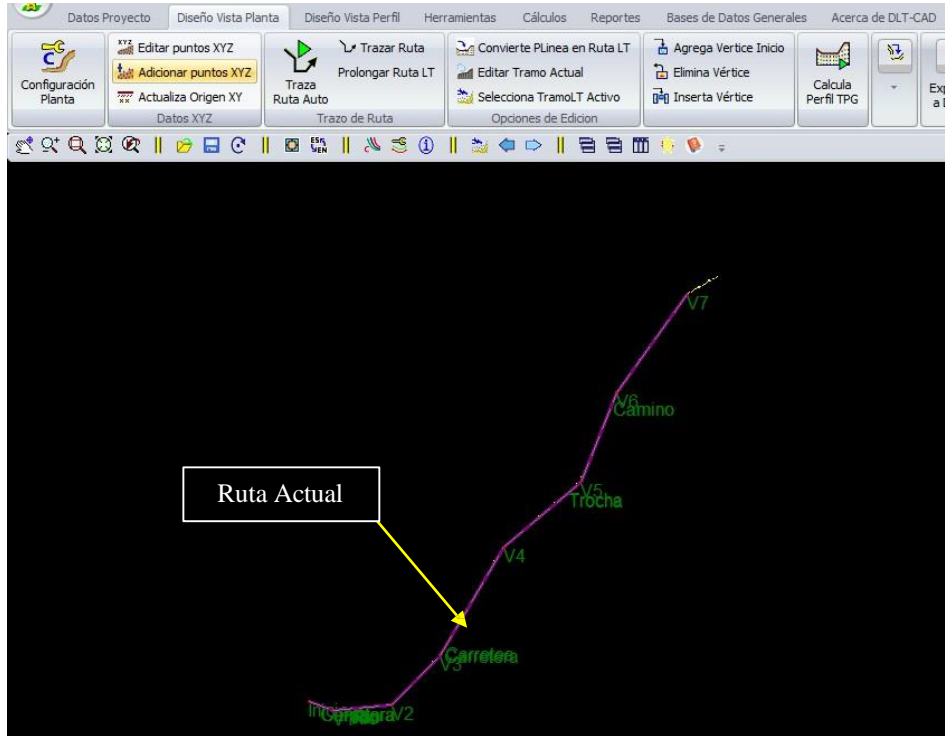 Datos Proyecto Diseño Vista Planta Diseño Vista Perfil Herramientas Cálculos Reportes Bases de Datos Generales Acerca de DLT-CAD
Configuración Planta
XYZ Editar puntos XYZ
Adicionar puntos XYZ
Actualiza Origen XY
Datos XYZ
Traza Ruta Auto
Trazar Ruta
Prolongar Ruta LT
Trazo de Ruta
Convierte PLinea en Ruta LT
Editar Tramo Actual
Selecciona TramoLT Activo
Opciones de Edicion
Agrega Vertice Inicio
Elimina Vértice
Inserta Vértice
Calcula Perfil TPG
V7
V6
Camino
V5
Trocha
Ruta Actual
V4
Carretera
V3
V2